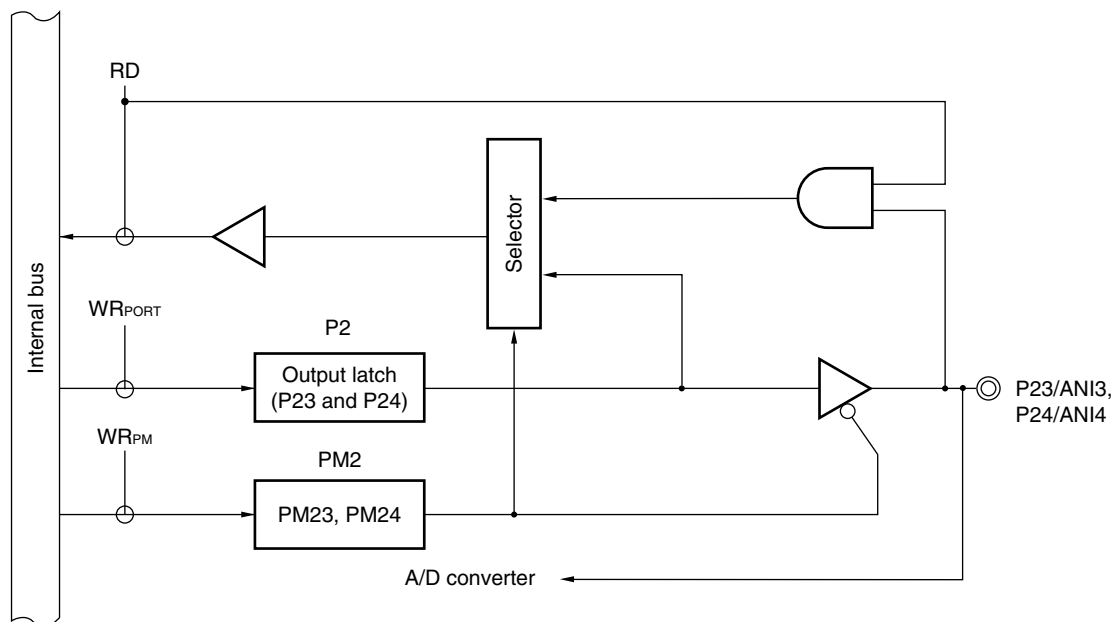 RD
Internal bus
Selector
WRPORT
P2
Output latch
(P23 and P24)
P23/ANI3,
P24/ANI4
WRPM
PM2
PM23, PM24
A/D converter